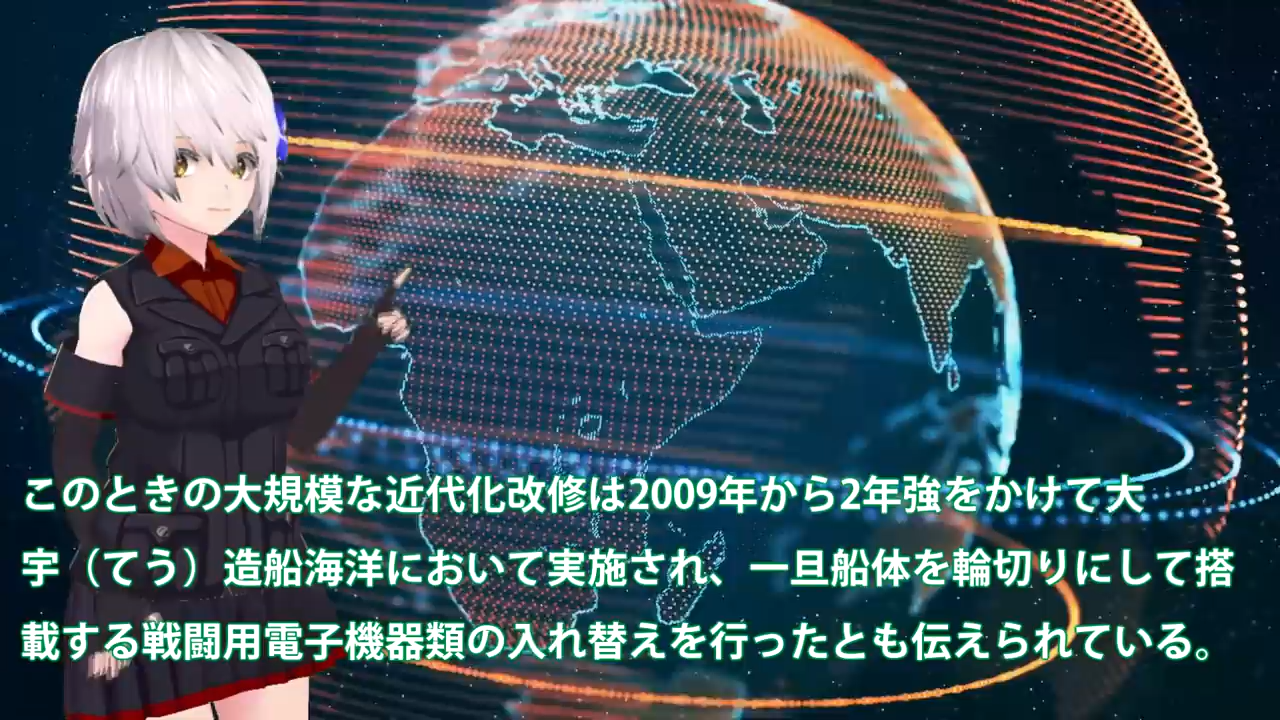 このときの大規模な近代化改修は2009年から2年強をかけて大
宇（てう）造船海洋において実施され、一旦船体を輪切りにして搭
載する戦闘用電子機器類の入れ替えを行ったとも伝えられている。